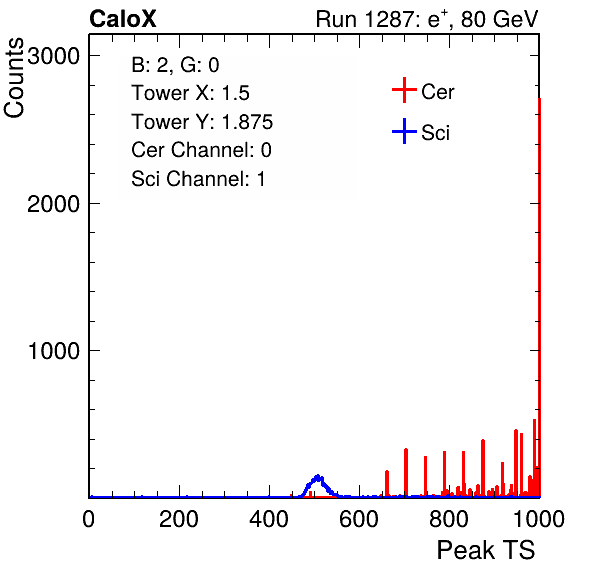 CaloX Run 1287: e⁺, 80 GeV
Counts
3000
2000
1000
B: 2, G: 0
Tower X: 1.5
Tower Y: 1.875
Cer Channel: 0
Sci Channel: 1
Cer
Sci
0 200 400 600 800 1000
Peak TS